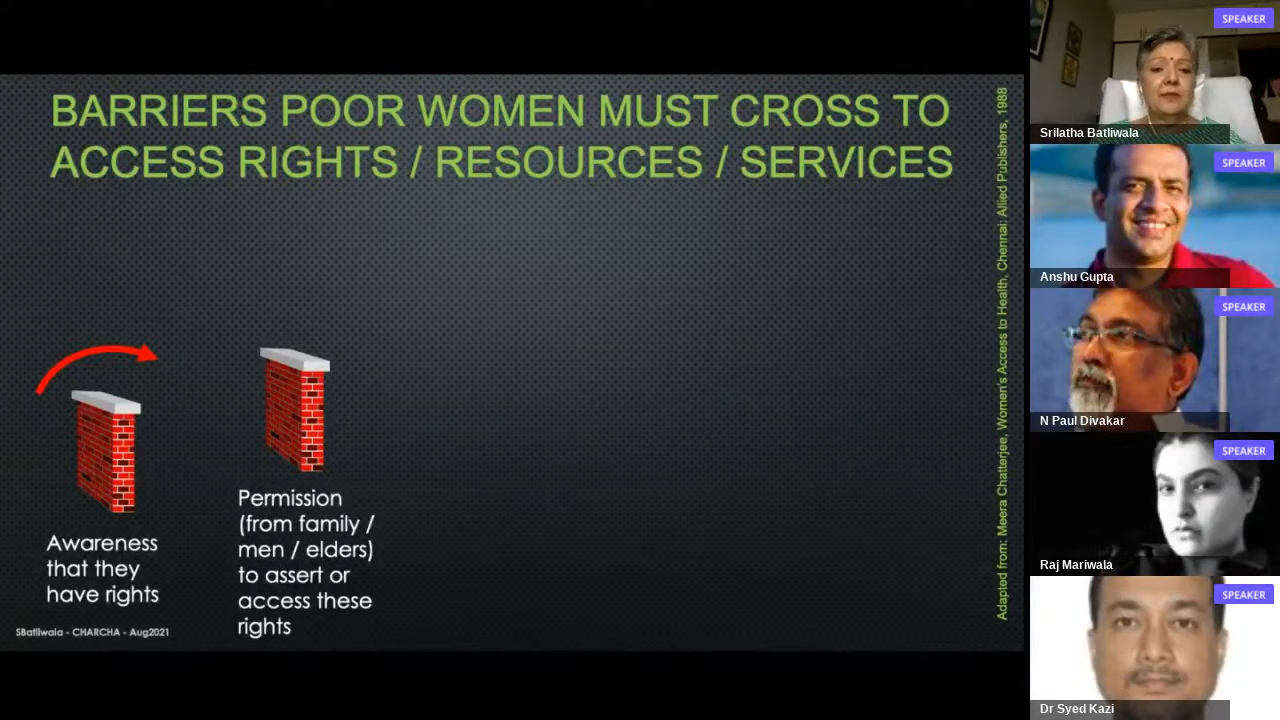 BARRIERS POOR WOMEN MUST CROSS TO
ACCESS RIGHTS / RESOURCES / SERVICES
Adapted from: Meera Chatterjee, Women's Access to Health, Chennai: Allied Publishers, 1988
Awareness
that they
have rights
Permission
(from family /
men / elders)
to assert or
access these
rights
SBatliwala - CHARCHA - Aug2021
SPEAKER
Srilatha Batliwala
SPEAKER
Anshu Gupta
SPEAKER
N Paul Divakar
SPEAKER
Raj Mariwala
SPEAKER
Dr Syed Kazi